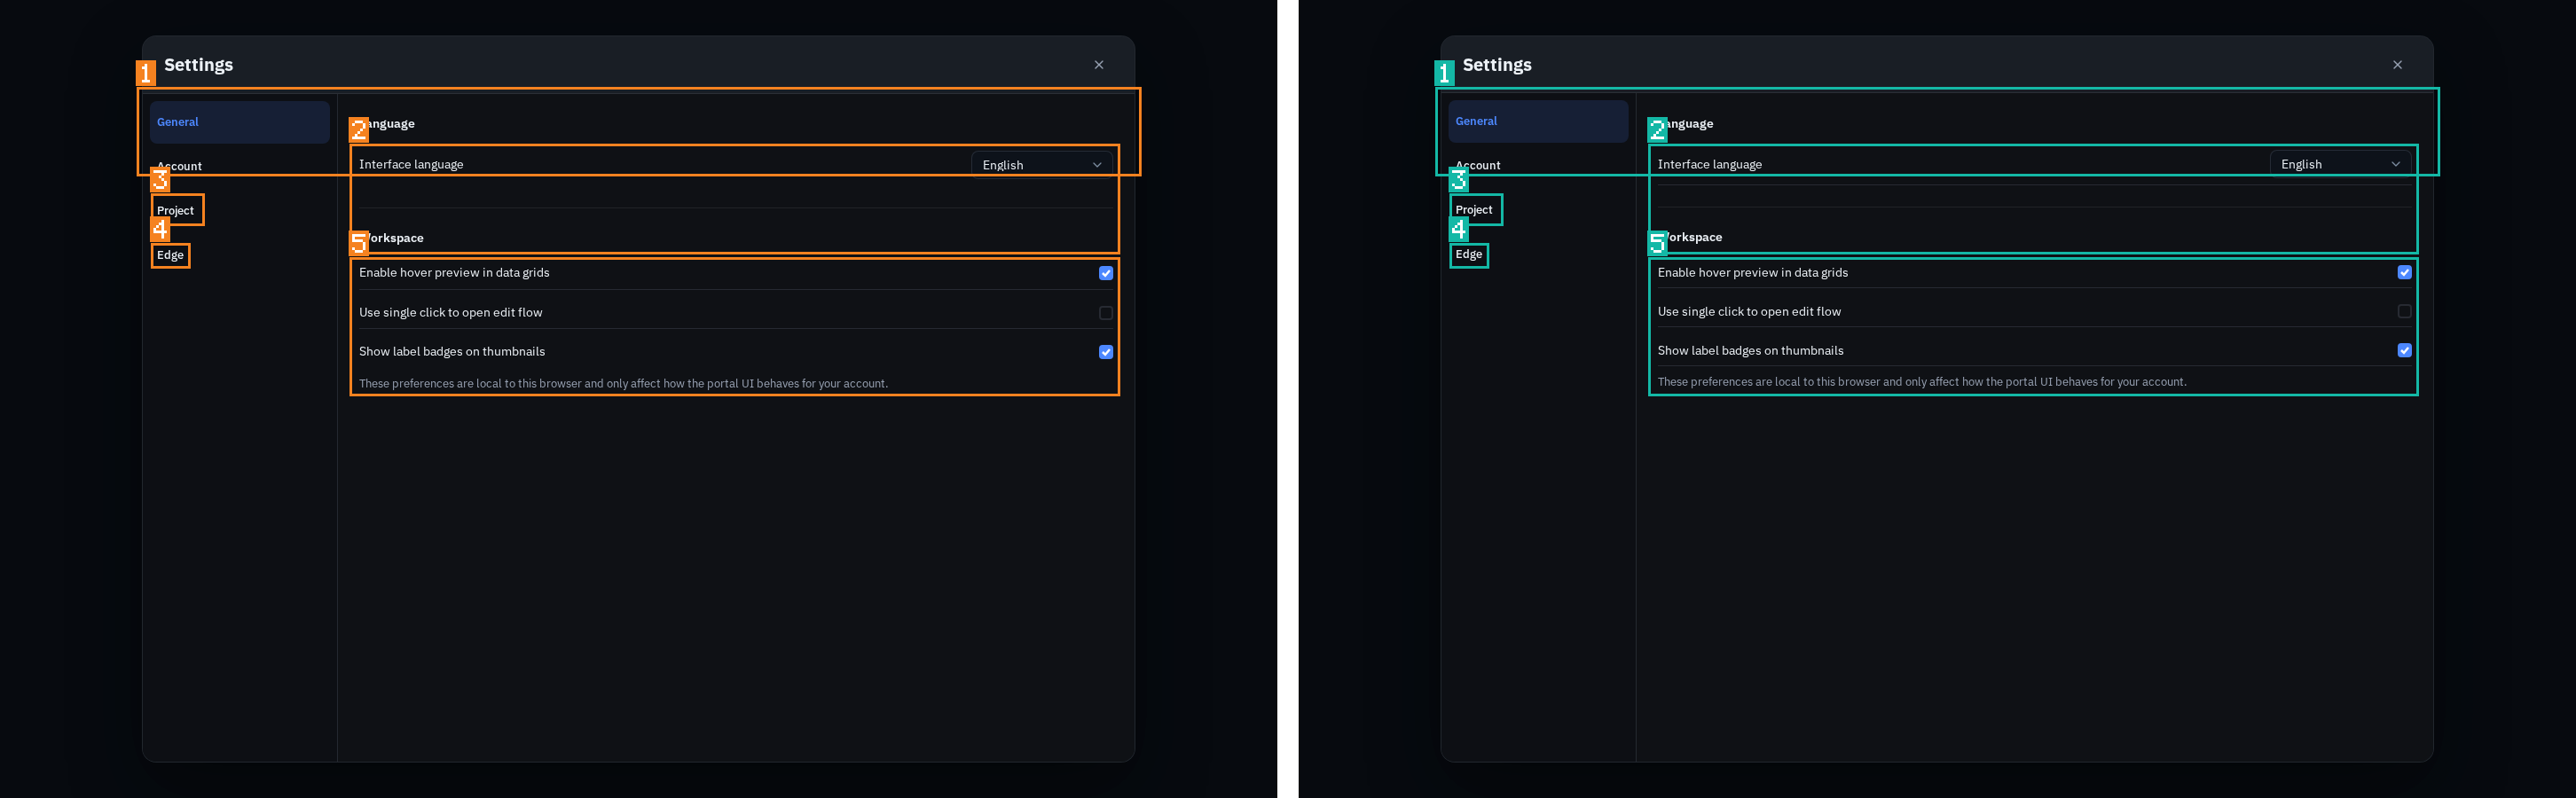 Settings
1
General
2
anguage
Account
Interface language
English
3
Project
4
5
orkspace
Edge
Enable hover preview in data grids
Use single click to open edit flow
Show label badges on thumbnails
These preferences are local to this browser and only affect how the portal UI behaves for your account.
Settings
1
General
2
anguage
Account
Interface language
English
3
Project
4
5
orkspace
Edge
Enable hover preview in data grids
Use single click to open edit flow
Show label badges on thumbnails
These preferences are local to this browser and only affect how the portal UI behaves for your account.